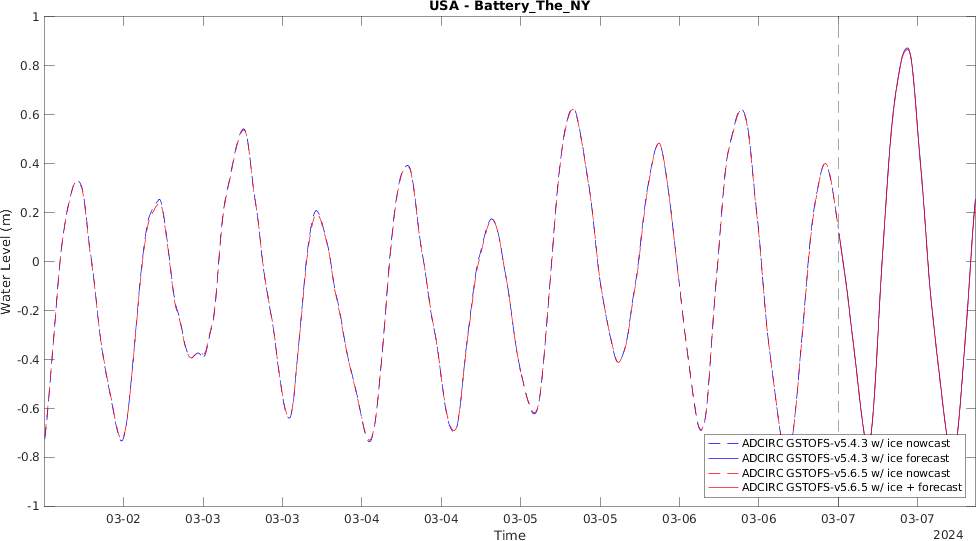 USA - Battery_The_NY
1
0.8
0.6
0.4
0.2
0
-0.2
-0.4
-0.6
-0.8
-1
Water Level (m)
ADCIRC GSTOFS-v5.4.3 w/ ice nowcast
ADCIRC GSTOFS-v5.4.3 w/ ice forecast
ADCIRC GSTOFS-v5.6.5 w/ ice nowcast
ADCIRC GSTOFS-v5.6.5 w/ ice + forecast
03-02 03-03 03-03 03-04 03-04 03-05 03-05 03-06 03-06 03-07 03-07
Time
2024